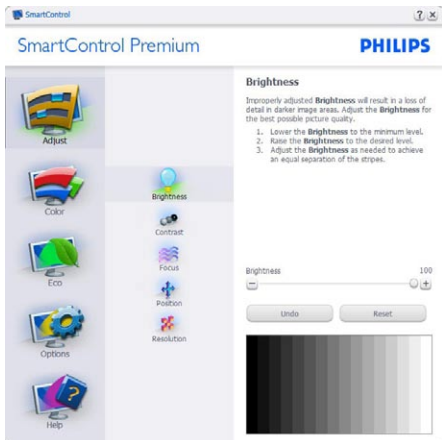 SmartControl
? ×
SmartControl Premium
PHILIPS
Adjust
Color
Eco
Options
Help
Brightness
Contrast
Focus
Position
Resolution
Brightness
Improperly adjusted Brightness will result in a loss of
detail in darker image areas. Adjust the Brightness for
the best possible picture quality.
1. Lower the Brightness to the minimum level.
2. Raise the Brightness to the desired level.
3. Adjust the Brightness as needed to achieve
an equal separation of the stripes.
Brightness 100
Undo Reset